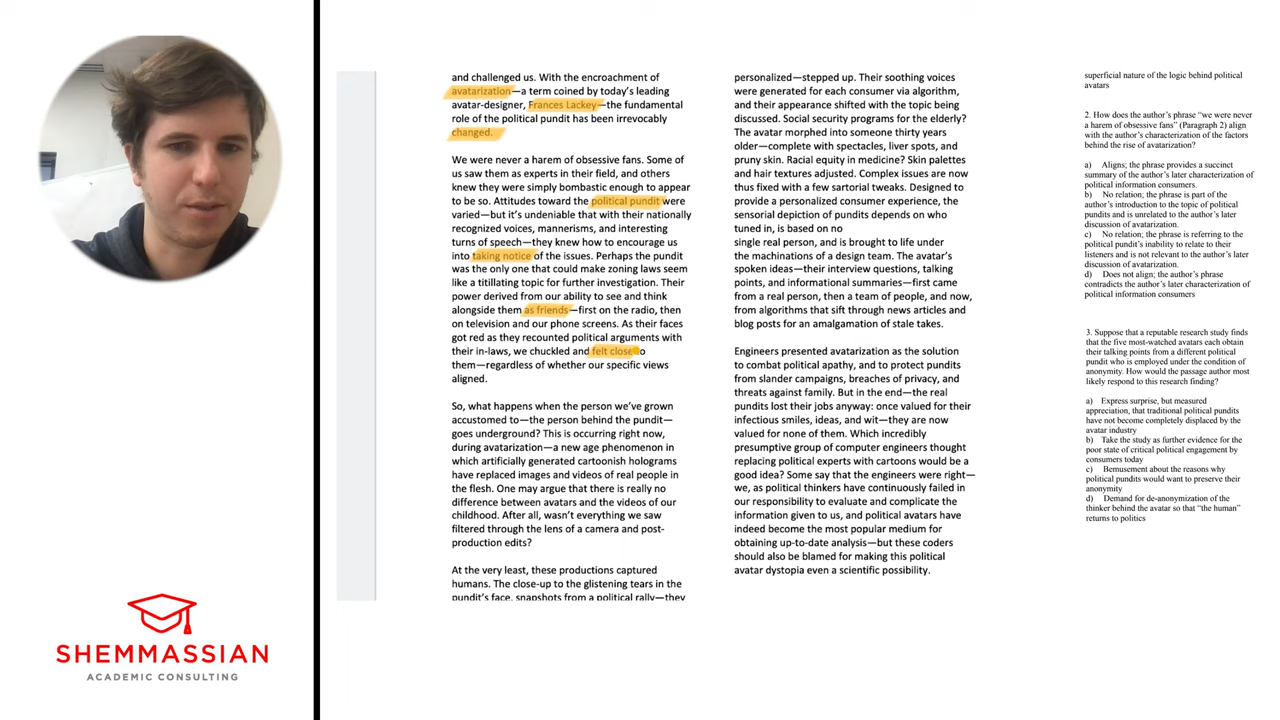 and challenged us. With the encroachment of
avatarization—a term coined by today's leading
avatar-designer, Frances Lackey—the fundamental
role of the political pundit has been irrevocably
changed.
We were never a harem of obsessive fans. Some of
us saw them as experts in their field, and others
knew they were simply bombastic enough to appear
to be so. Attitudes toward the political pundit were
varied—but it's undeniable that with their nationally
recognized voices, mannerisms, and interesting
turns of speech—they knew how to encourage us
into taking notice of the issues. Perhaps the pundit
was the only one that could make zoning laws seem
like a titillating topic for further investigation. Their
power derived from our ability to see and think
alongside them as friends—first on the radio, then
on television and our phone screens. As their faces
got red as they recounted political arguments with
their in-laws, we chuckled and felt close to
them—regardless of whether our specific views
aligned.
So, what happens when the person we've grown
accustomed to—the person behind the pundit—
goes underground? This is occurring right now,
during avatarization—a new age phenomenon in
which artificially generated cartoonish holograms
have replaced images and videos of real people in
the flesh. One may argue that there is really no
difference between avatars and the videos of our
childhood. After all, wasn't everything we saw
filtered through the lens of a camera and post-
production edits?
At the very least, these productions captured
humans. The close-up to the glistening tears in the
pundit's face, snapshots from a political rally—they
personalized—stepped up. Their soothing voices
were generated for each consumer via algorithm,
and their appearance shifted with the topic being
discussed. Social security programs for the elderly?
The avatar morphed into someone thirty years
older—complete with spectacles, liver spots, and
pruny skin. Racial equity in medicine? Skin palettes
and hair textures adjusted. Complex issues are now
thus fixed with a few sartorial tweaks. Designed to
provide a personalized consumer experience, the
sensorial depiction of pundits depends on who
tuned in, is based on no
single real person, and is brought to life under
the machinations of a design team. The avatar's
spoken ideas—their interview questions, talking
points, and informational summaries—first came
from a real person, then a team of people, and now,
from algorithms that sift through news articles and
blog posts for an amalgamation of stale takes.
Engineers presented avatarization as the solution
to combat political apathy, and to protect pundits
from slander campaigns, breaches of privacy, and
threats against family. But in the end—the real
pundits lost their jobs anyway: once valued for their
infectious smiles, ideas, and wit—they are now
valued for none of them. Which incredibly
presumptive group of computer engineers thought
replacing political experts with cartoons would be a
good idea? Some say that the engineers were right—
we, as political thinkers have continuously failed in
our responsibility to evaluate and complicate the
information given to us, and political avatars have
indeed become the most popular medium for
obtaining up-to-date analysis—but these coders
should also be blamed for making this political
avatar dystopia even a scientific possibility.
superficial nature of the logic behind political
avatars
2. How does the author's phrase "we were never
a harem of obsessive fans" (Paragraph 2) align
with the author's characterization of the factors
behind the rise of avatarization?
a) Aligns; the phrase provides a succinct
summary of the author's later characterization of
political information consumers.
b) No relation; the phrase is part of the
author's introduction to the topic of political
pundits and is unrelated to the author's later
discussion of avatarization.
c) No relation; the phrase is referring to the
political pundit's inability to relate to their
listeners and is not relevant to the author's later
discussion of avatarization.
d) Does not align; the author's phrase
contradicts the author's later characterization of
political information consumers
3. Suppose that a reputable research study finds
that the five most-watched avatars each obtain
their talking points from a different political
pundit who is employed under the condition of
anonymity. How would the passage author most
likely respond to this research finding?
a) Express surprise, but measured
appreciation, that traditional political pundits
have not become completely displaced by the
avatar industry
b) Take the study as further evidence for the
poor state of critical political engagement by
consumers today
c) Bemusement about the reasons why
political pundits would want to preserve their
anonymity
d) Demand for de-anonymization of the
thinker behind the avatar so that "the human"
returns to politics
SHEMMASSIAN
ACADEMIC CONSULTING